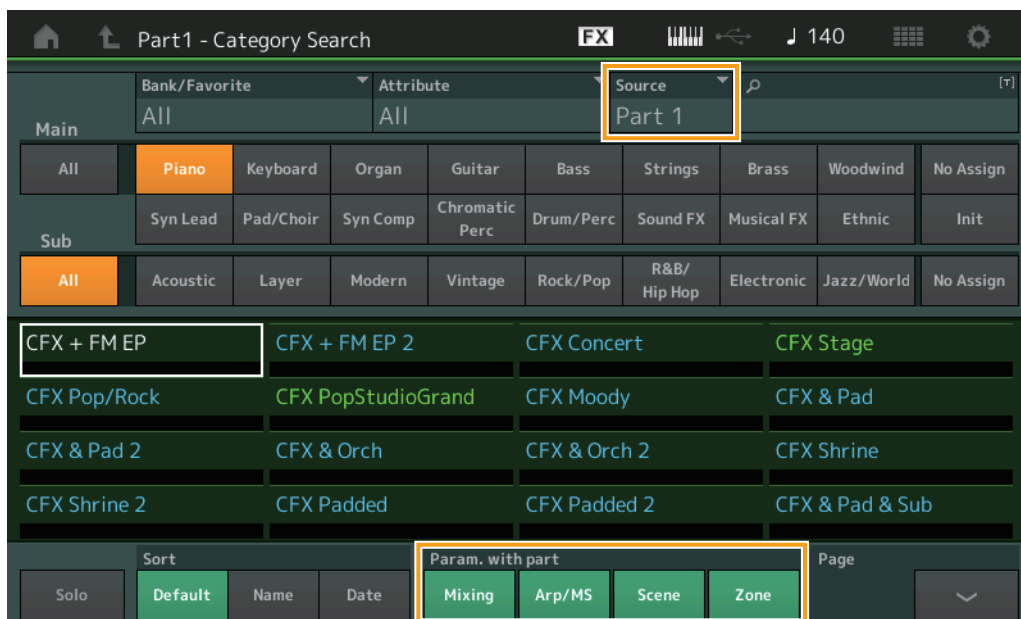 Part1 - Category Search FX 140
Bank/Favorite Attribute Source [T]
Main All All Part 1
All Piano Keyboard Organ Guitar Bass Strings Brass Woodwind No Assign
Syn Lead Pad/Choir Syn Comp Chromatic Perc Drum/Perc Sound FX Musical FX Ethnic Init
Sub
All Acoustic Layer Modern Vintage Rock/Pop R&B/ Hip Hop Electronic Jazz/World No Assign
CFX + FM EP CFX + FM EP 2 CFX Concert CFX Stage
CFX Pop/Rock CFX PopStudioGrand CFX Moody CFX & Pad
CFX & Pad 2 CFX & Orch CFX & Orch 2 CFX Shrine
CFX Shrine 2 CFX Padded CFX Padded 2 CFX & Pad & Sub
Sort Param. with part Page
Solo Default Name Date Mixing Arp/MS Scene Zone